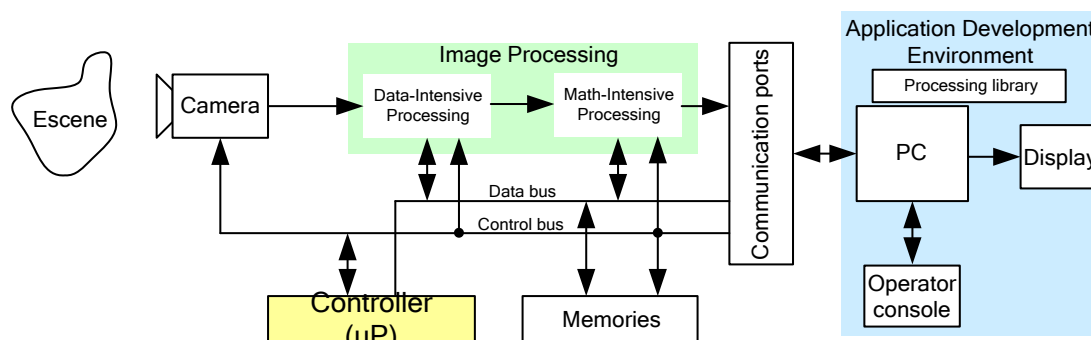 Escene
Camera
Image Processing
Data-Intensive
Processing
Math-Intensive
Processing
Data bus
Control bus
Controller
(μP)
Memories
Communication ports
Application Development
Environment
Processing library
PC
Display
Operator
console